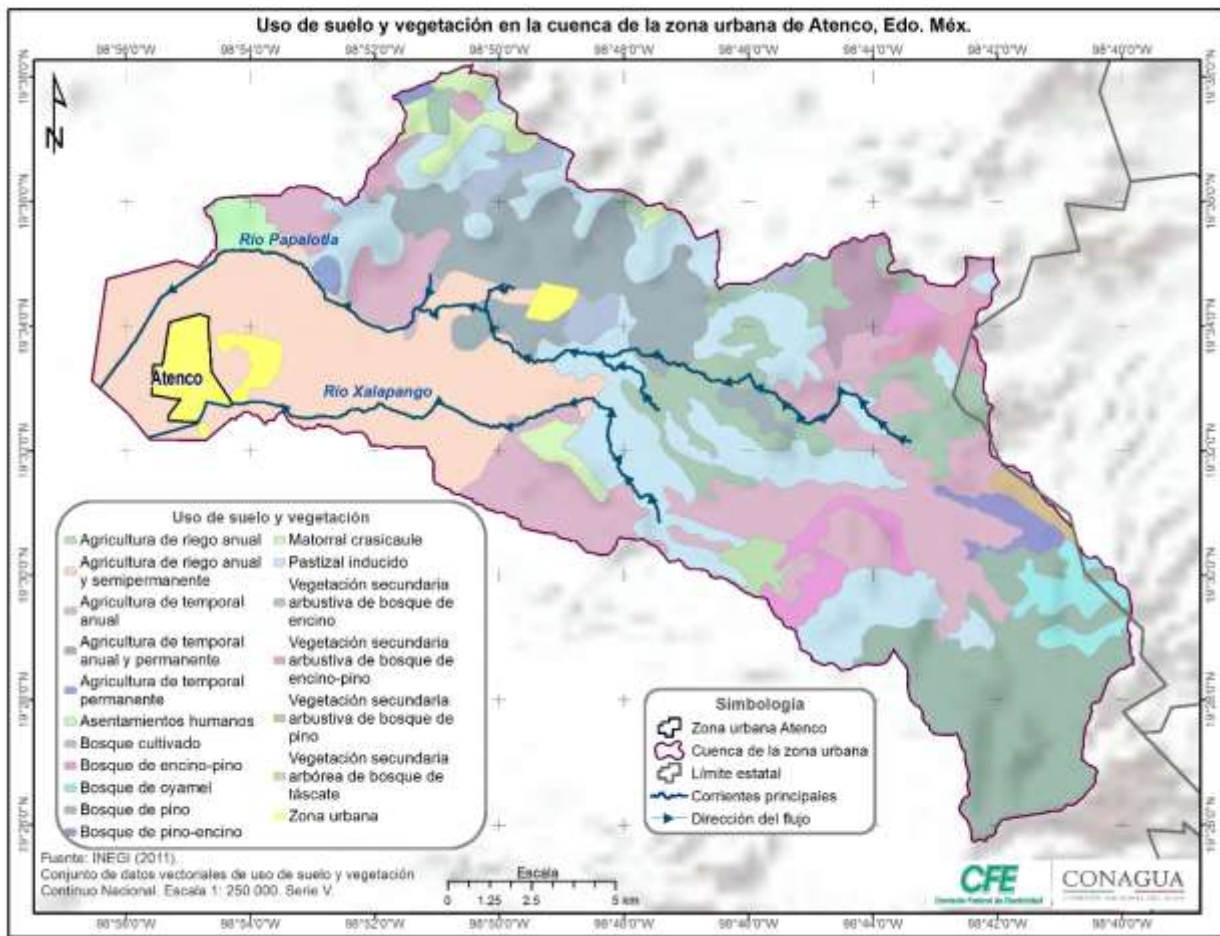 Uso de suelo y vegetación en la cuenca de la zona urbana de Atenco, Edo. Méx.
98°56'0"W 98°54'0"W 98°52'0"W 98°50'0"W 98°48'0"W 98°46'0"W 98°44'0"W 98°42'0"W 98°40'0"W
N
Río Papalotla
Atenco
Río Xalapango
Uso de suelo y vegetación
Agricultura de riego anual
Agricultura de riego anual
y semipermanente
Agricultura de temporal
anual
Agricultura de temporal
anual y permanente
Agricultura de temporal
permanente
Asentamientos humanos
Bosque cultivado
Bosque de encino-pino
Bosque de oyamel
Bosque de pino
Bosque de pino-encino
Matorral crasicaule
Pastizal inducido
Vegetación secundaria
arbustiva de bosque de
encino
Vegetación secundaria
arbustiva de bosque de
encino-pino
Vegetación secundaria
arbustiva de bosque de
pino
Vegetación secundaria
arbórea de bosque de
táscate
Zona urbana
Simbología
Zona urbana Atenco
Cuenca de la zona urbana
Límite estatal
Corrientes principales
Dirección del flujo
Fuente: INEGI (2011).
Conjunto de datos vectoriales de uso de suelo y vegetación
Continuo Nacional. Escala 1: 250 000. Serie V.
Escala
0 1.25 2.5 5 km
CFE
Comisión Federal de Electricidad
CONAGUA
COMISIÓN NACIONAL DEL AGUA
98°56'0"W 98°54'0"W 98°52'0"W 98°50'0"W 98°48'0"W 98°46'0"W 98°44'0"W 98°42'0"W 98°40'0"W